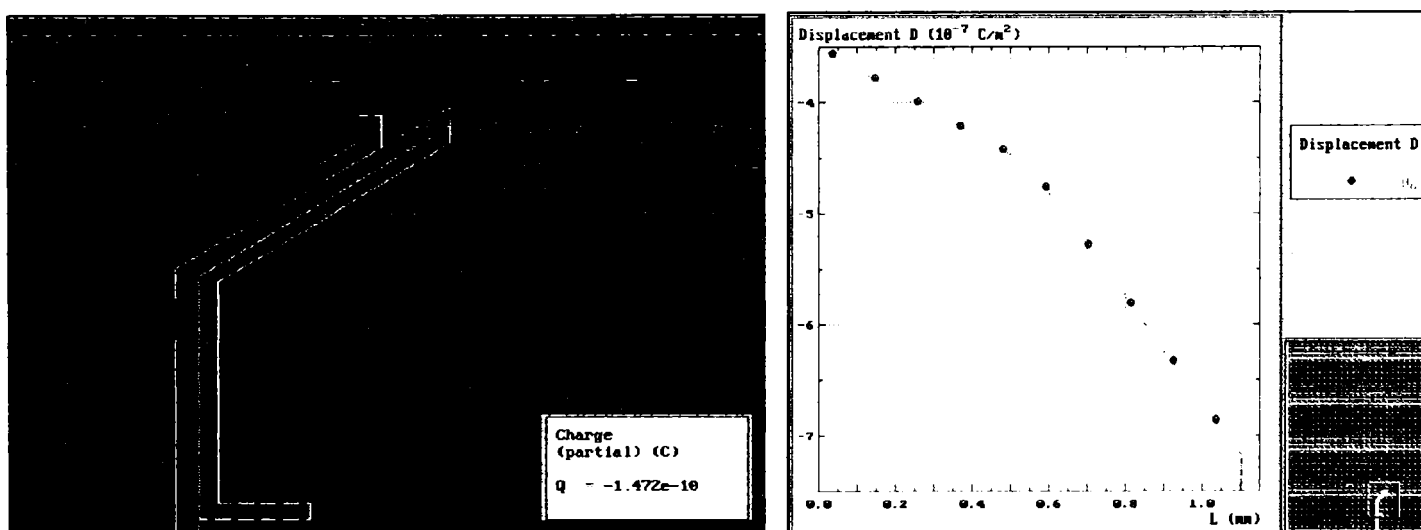 Charge
(partial) (C)
Q = -1.472e-10
Displacement D (10⁻⁷ C/m²)
-4
-5
-6
-7
0.0 0.2 0.4 0.6 0.8 1.0
L (mm)
Displacement D